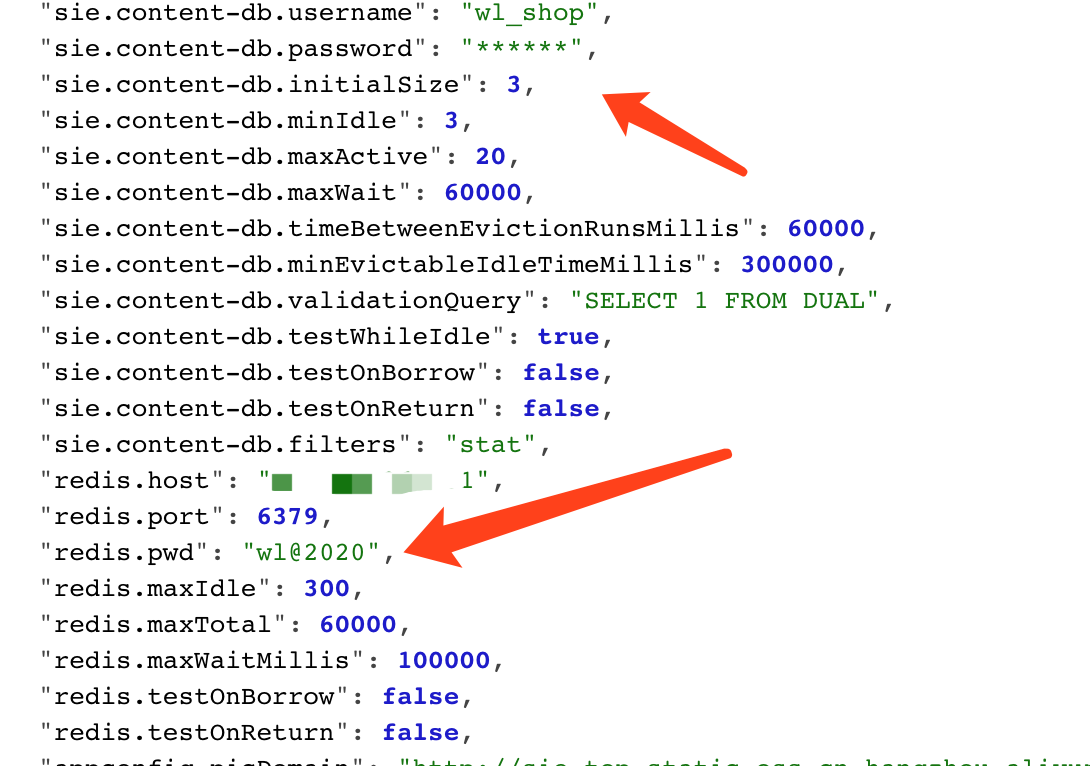 "sie.content-db.username": "wl_shop",
"sie.content-db.password": "******",
"sie.content-db.initialSize": 3,
"sie.content-db.minIdle": 3,
"sie.content-db.maxActive": 20,
"sie.content-db.maxWait": 60000,
"sie.content-db.timeBetweenEvictionRunsMillis": 60000,
"sie.content-db.minEvictableIdleTimeMillis": 300000,
"sie.content-db.validationQuery": "SELECT 1 FROM DUAL",
"sie.content-db.testWhileIdle": true,
"sie.content-db.testOnBorrow": false,
"sie.content-db.testOnReturn": false,
"sie.content-db.filters": "stat",
"redis.host": " 1",
"redis.port": 6379,
"redis.pwd": "wl@2020",
"redis.maxIdle": 300,
"redis.maxTotal": 60000,
"redis.maxWaitMillis": 100000,
"redis.testOnBorrow": false,
"redis.testOnReturn": false,